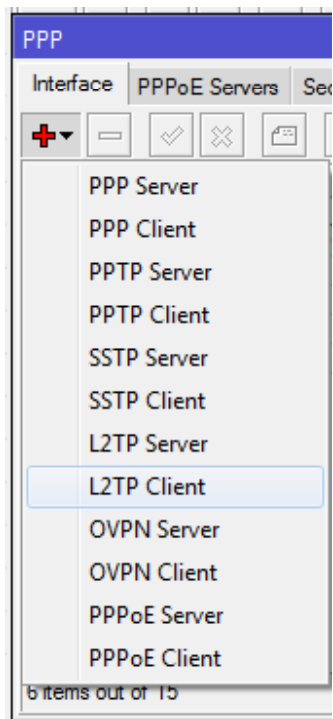 PPP
Interface PPPoE Servers
PPP Server
PPP Client
PPTP Server
PPTP Client
SSTP Server
SSTP Client
L2TP Server
L2TP Client
OVPN Server
OVPN Client
PPPoE Server
PPPoE Client
6 items out of 15